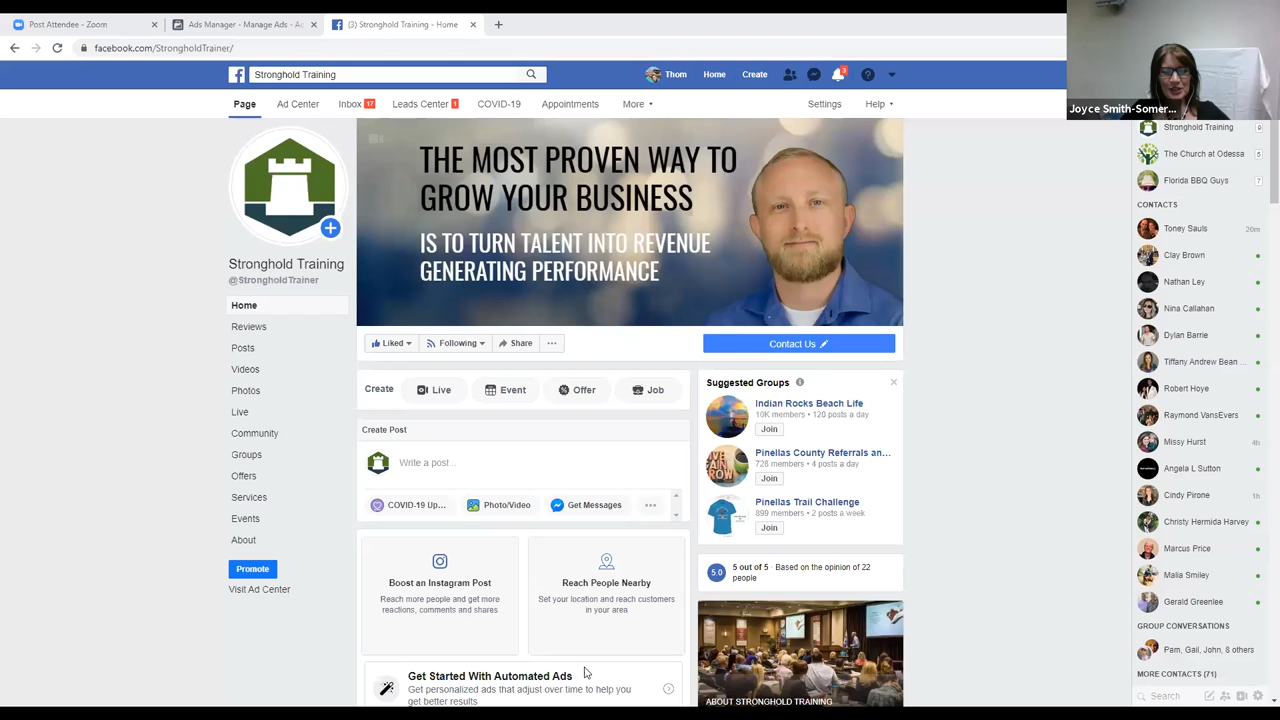 Post Attendee - Zoom
Ads Manager - Manage Ads - Ad
(3) Stronghold Training - Home
facebook.com/StrongholdTrainer/
Stronghold Training
Thom
Home
Create
3
Page
Ad Center
Inbox 17
Leads Center 1
COVID-19
Appointments
More
Settings
Help
Joyce Smith-Somer...
THE MOST PROVEN WAY TO
GROW YOUR BUSINESS
IS TO TURN TALENT INTO REVENUE
GENERATING PERFORMANCE
Stronghold Training
@StrongholdTrainer
Home
Reviews
Posts
Videos
Photos
Live
Community
Groups
Offers
Services
Events
About
Promote
Visit Ad Center
Liked
Following
Share
Contact Us
Create
Live
Event
Offer
Job
Create Post
Write a post...
COVID-19 Up...
Photo/Video
Get Messages
Boost an Instagram Post
Reach more people and get more
reactions, comments and shares
Reach People Nearby
Set your location and reach customers
in your area
Get Started With Automated Ads
Get personalized ads that adjust over time to help you
get better results
Suggested Groups
Indian Rocks Beach Life
10K members • 120 posts a day
Join
Pinellas County Referrals an...
728 members • 4 posts a day
Join
Pinellas Trail Challenge
899 members • 2 posts a week
Join
5.0
5 out of 5 · Based on the opinion of 22
people
ABOUT STRONGHOLD TRAINING
Stronghold Training
The Church at Odessa 5
Florida BBQ Guys 7
CONTACTS
Toney Sauls 20m
Clay Brown
Nathan Ley
Nina Callahan
Dylan Barrie
Tiffany Andrew Bean ...
Robert Hoye
Raymond VansEvers
Missy Hurst 4h
Angela L Sutton
Cindy Pirone 1h
Christy Hermida Harvey
Marcus Price
Malia Smiley
Gerald Greenlee
GROUP CONVERSATIONS
Pam, Gail, John, 8 others
MORE CONTACTS (71)
Search